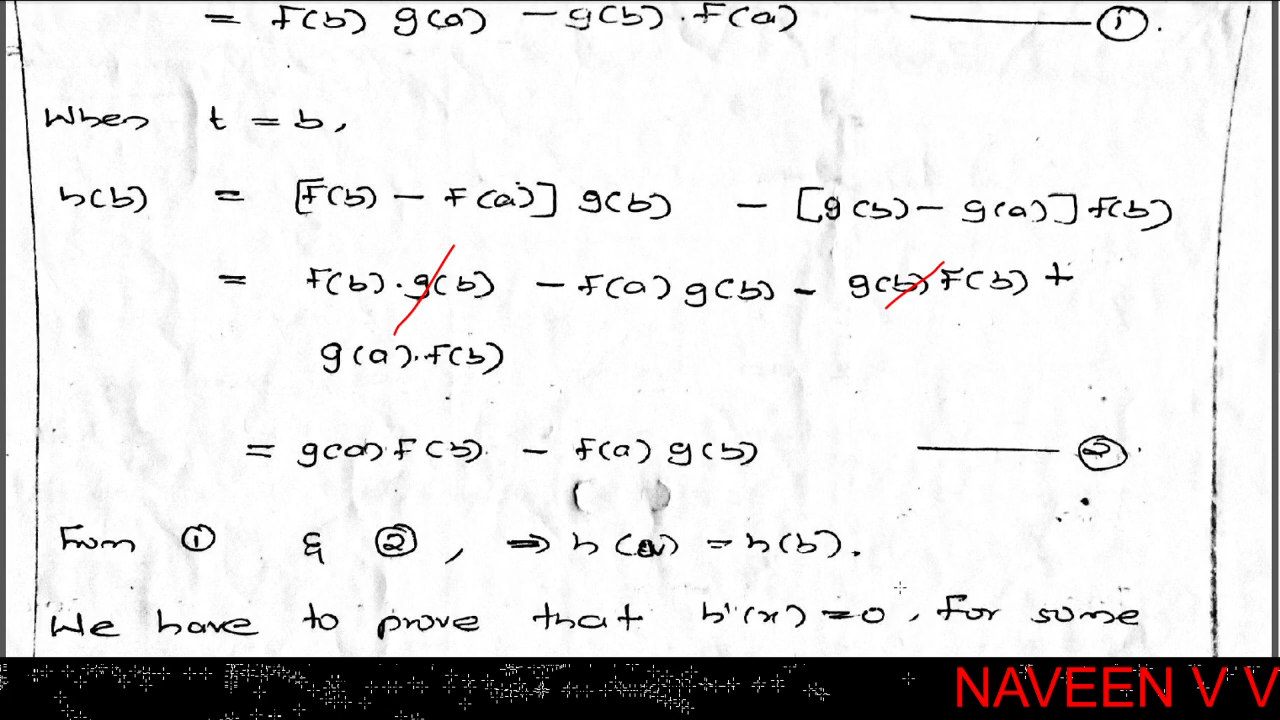 = f(b) g(a) - g(b) . f(a) ——— ①.
When t = b,
h(b) = [f(b) - f(a)] g(b) - [g(b) - g(a)] f(b)
= f(b) . g(b) - f(a) g(b) - g(b) f(b) +
g(a) . f(b)
= g(a) . f(b) - f(a) g(b) ——— ②.
From ① & ②, ⇒ h(a) = h(b).
We have to prove that h'(x) = 0, for some
NAVEEN V V